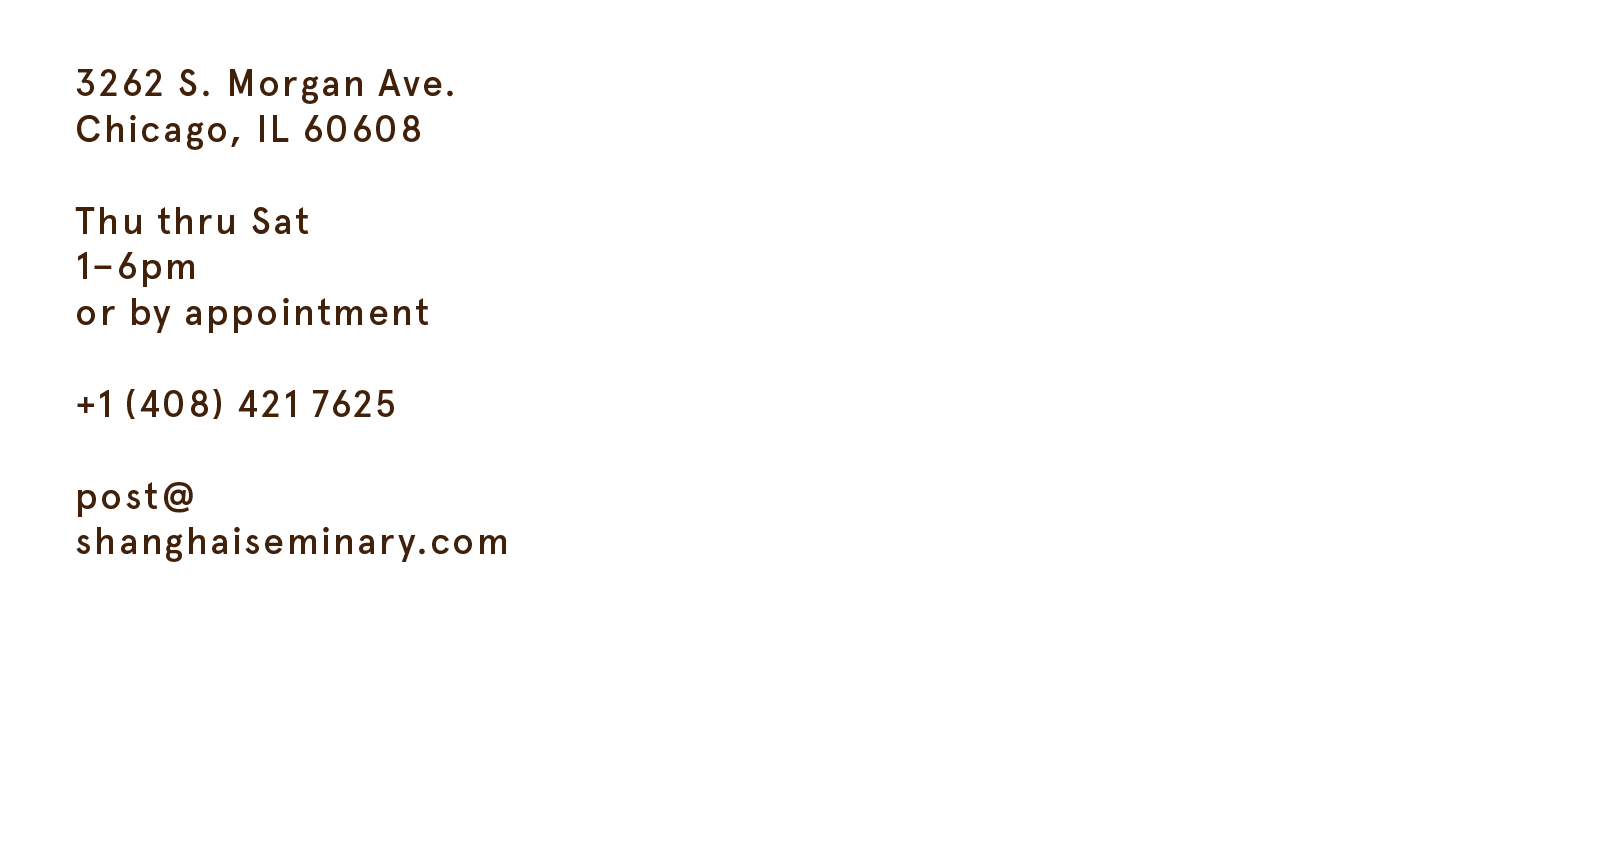 3262 S. Morgan Ave.
Chicago, IL 60608
Thu thru Sat
1–6pm
or by appointment
+1 (408) 421 7625
post@
shanghaiseminary.com